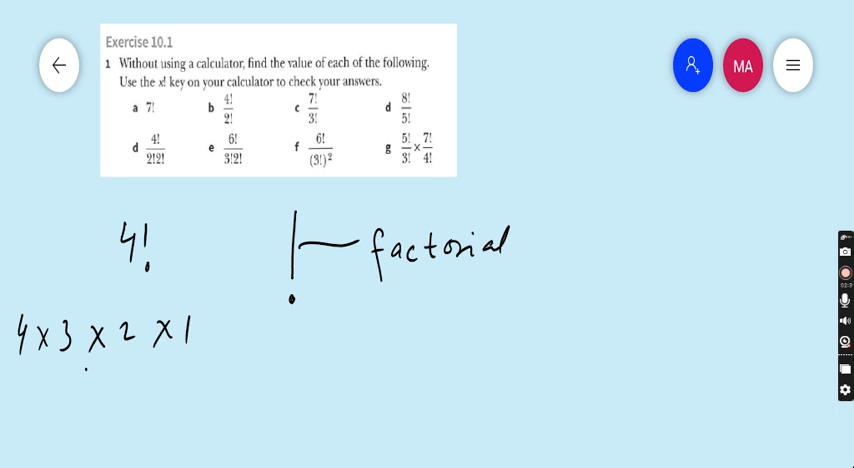 Exercise 10.1
1 Without using a calculator, find the value of each of the following.
Use the x! key on your calculator to check your answers.
a 7! b 4!/2! c 7!/3! d 8!/5!
d 4!/2!2! e 6!/3!2! f 6!/(3!)² g 5!/3! × 7!/4!
MA
4! ! factorial
4 x 3 x 2 x 1